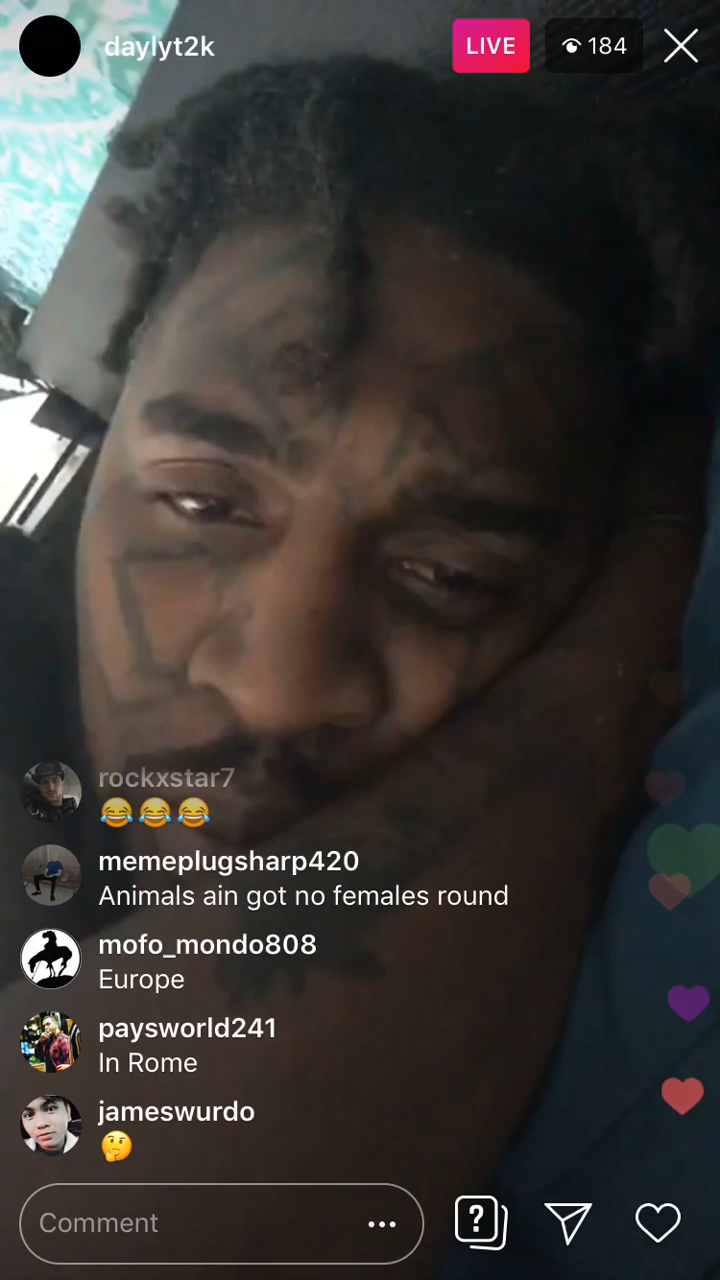 daylyt2k
LIVE
184
rockxstar7
😂😂😂
memeplugsharp420
Animals ain got no females round
mofo_mondo808
Europe
paysworld241
In Rome
jameswurdo
🤔
Comment
?